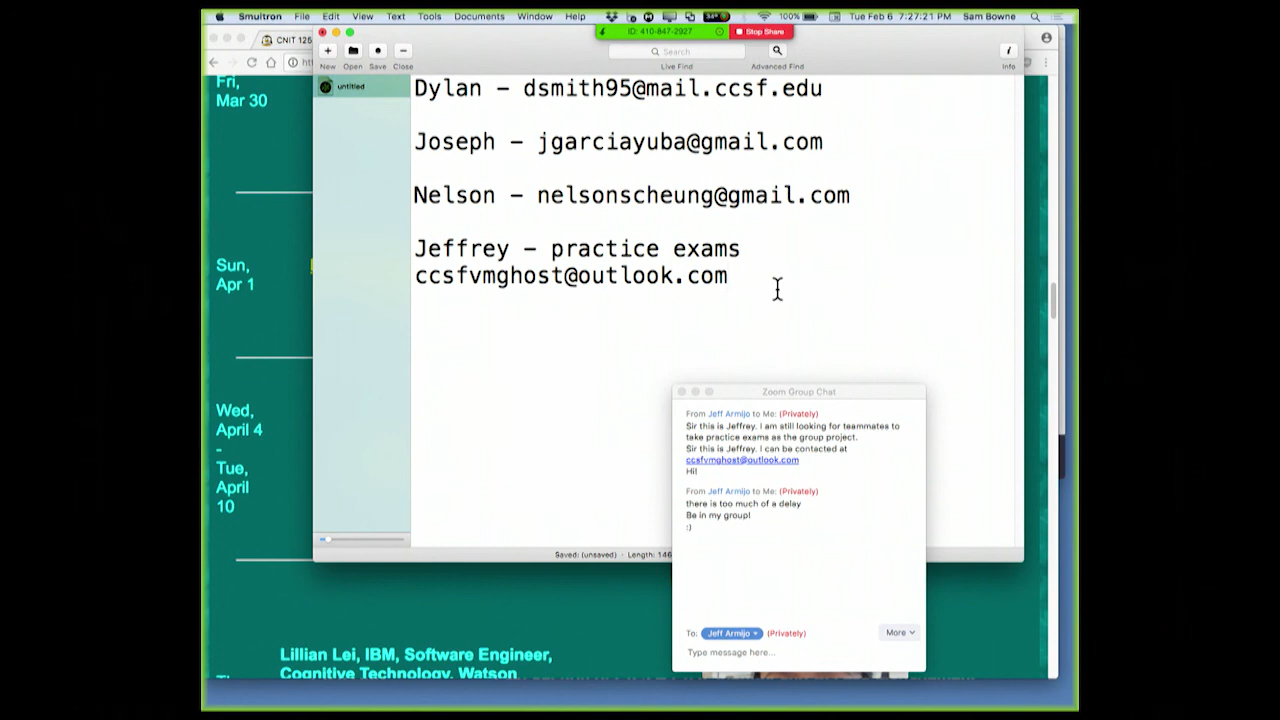 Smultron File Edit View Text Tools Documents Window Help 34° 100% Tue Feb 6 7:27:21 PM Sam Bowne
ID: 410-847-2927 Stop Share
CNIT 125
Search
New Open Save Close Live Find Advanced Find Info
untitled
Fri,
Mar 30
Sun,
Apr 1
Wed,
April 4
-
Tue,
April
10
Dylan – dsmith95@mail.ccsf.edu
Joseph – jgarciayuba@gmail.com
Nelson – nelsonscheung@gmail.com
Jeffrey – practice exams
ccsfvmghost@outlook.com
Saved: (unsaved) · Length: 146
Zoom Group Chat
From Jeff Armijo to Me: (Privately)
Sir this is Jeffrey. I am still looking for teammates to
take practice exams as the group project.
Sir this is Jeffrey. I can be contacted at
ccsfvmghost@outlook.com
Hi!
From Jeff Armijo to Me: (Privately)
there is too much of a delay
Be in my group!
:)
To: Jeff Armijo (Privately) More
Type message here...
Lillian Lei, IBM, Software Engineer,
Cognitive Technology, Watson